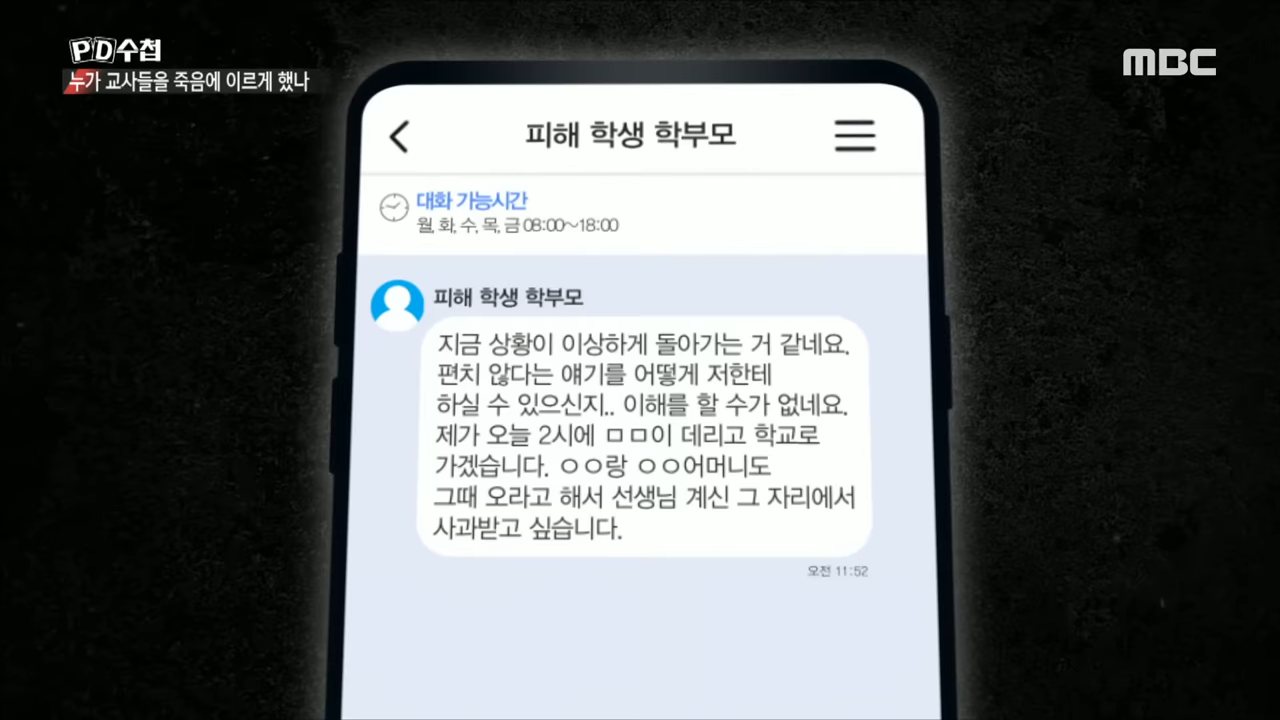 PD수첩
누가 교사들을 죽음에 이르게 했나
MBC
피해 학생 학부모
대화 가능시간
월, 화, 수, 목, 금 08:00~18:00
피해 학생 학부모
지금 상황이 이상하게 돌아가는 거 같네요.
편치 않다는 얘기를 어떻게 저한테
하실 수 있으신지.. 이해를 할 수가 없네요.
제가 오늘 2시에 ㅁㅁ이 데리고 학교로
가겠습니다. ㅇㅇ랑 ㅇㅇ어머니도
그때 오라고 해서 선생님 계신 그 자리에서
사과받고 싶습니다.
오전 11:52